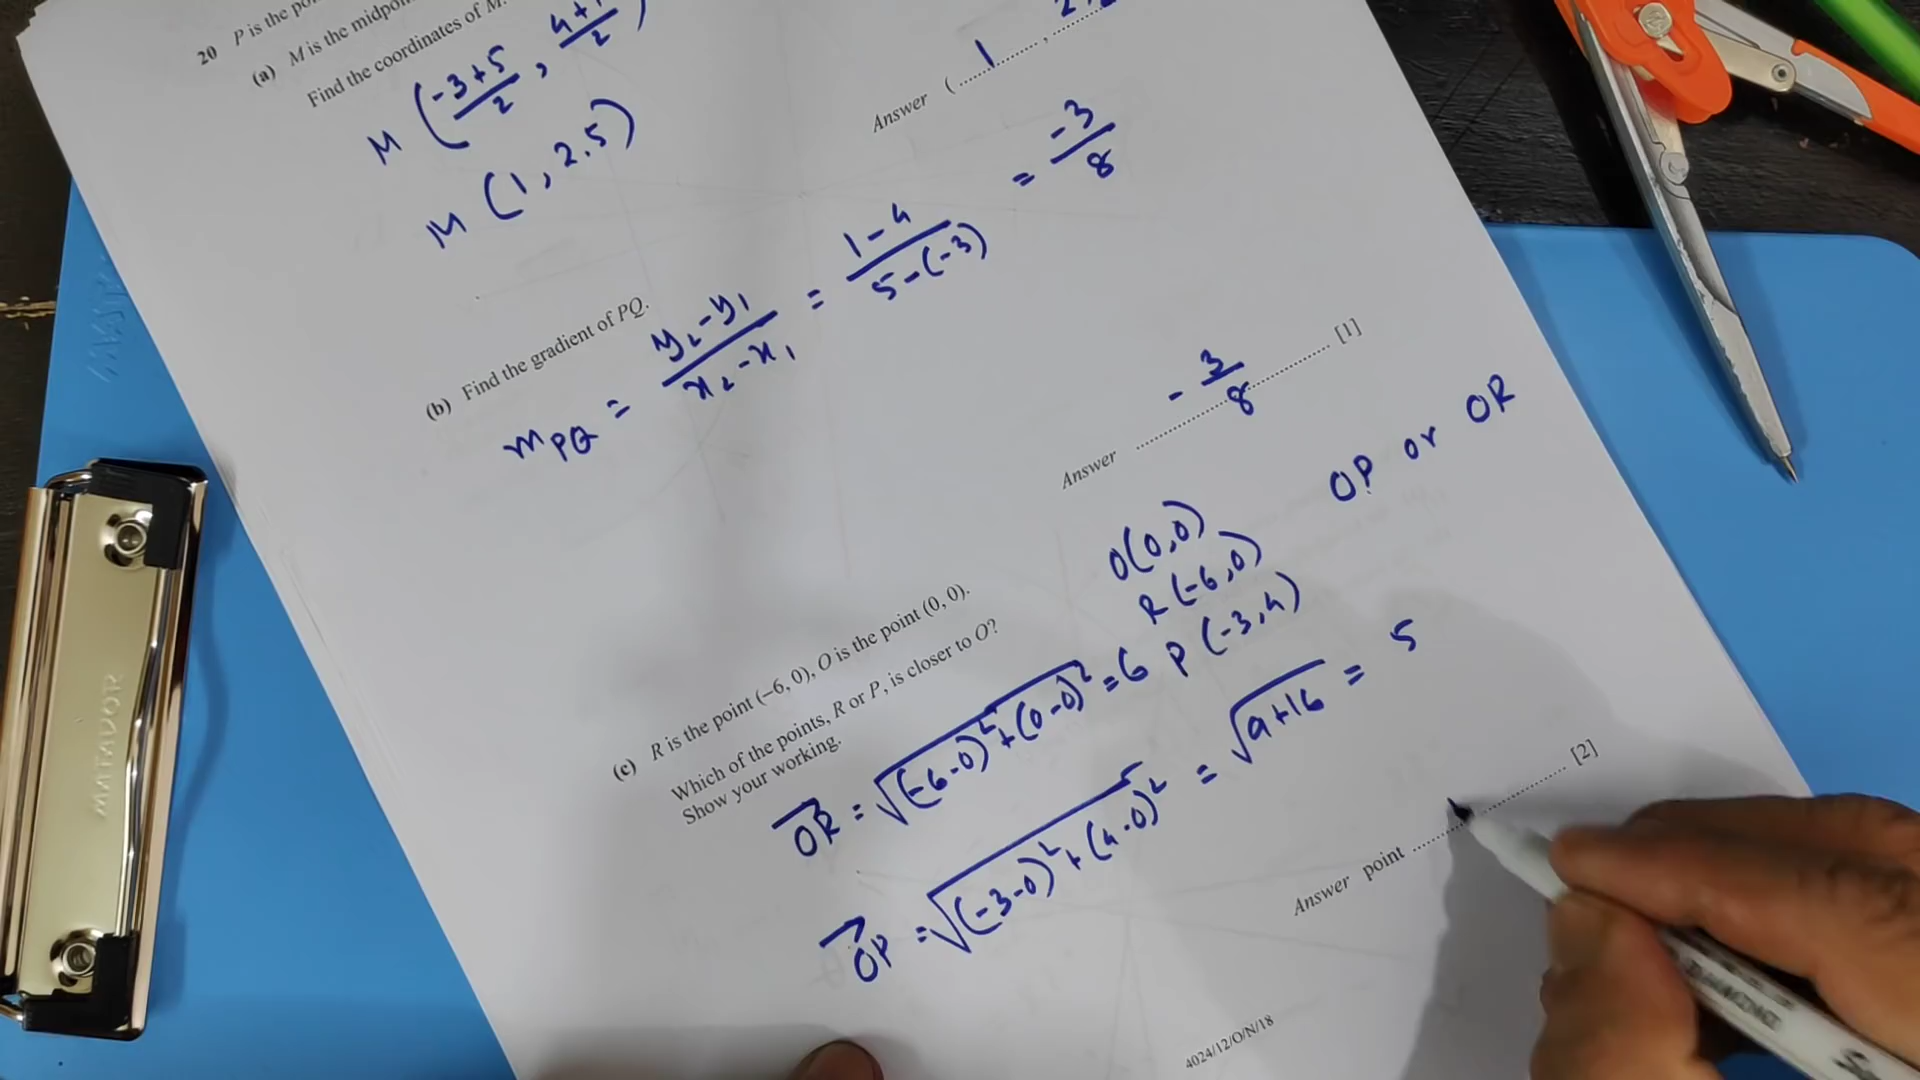 20 P is the
(a) M is the
Find the coordinates of M.
M (-3+5/2, 4+
/2)
M (1, 2.5)
Answer (1,
(b) Find the gradient of PQ.
mPQ = y₂-y₁/x₂-x₁ = 1-4/5-(-3) = -3/8
Answer -3/8 [1]
OP or OR
(c) R is the point (−6, 0), O is the point (0, 0).
O(0,0)
R(-6,0)
P(-3,4)
Which of the points, R or P, is closer to O?
Show your working.
OR = √(-6-0)²+(0-0)² = 6
OP = √(-3-0)²+(4-0)² = √9+16 = 5
Answer point [2]
4024/12/O/N/18
MATADOR